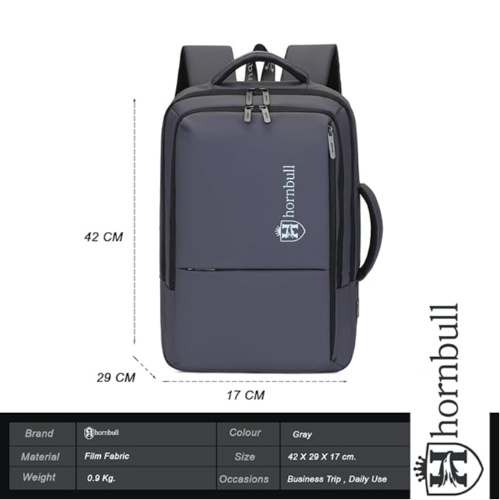 hornbull
42 CM
29 CM
17 CM
hornbull
Brand hornbull Colour Gray
Material Film Fabric Size 42 X 29 X 17 cm.
Weight 0.9 Kg. Occasions Business Trip , Daily Use